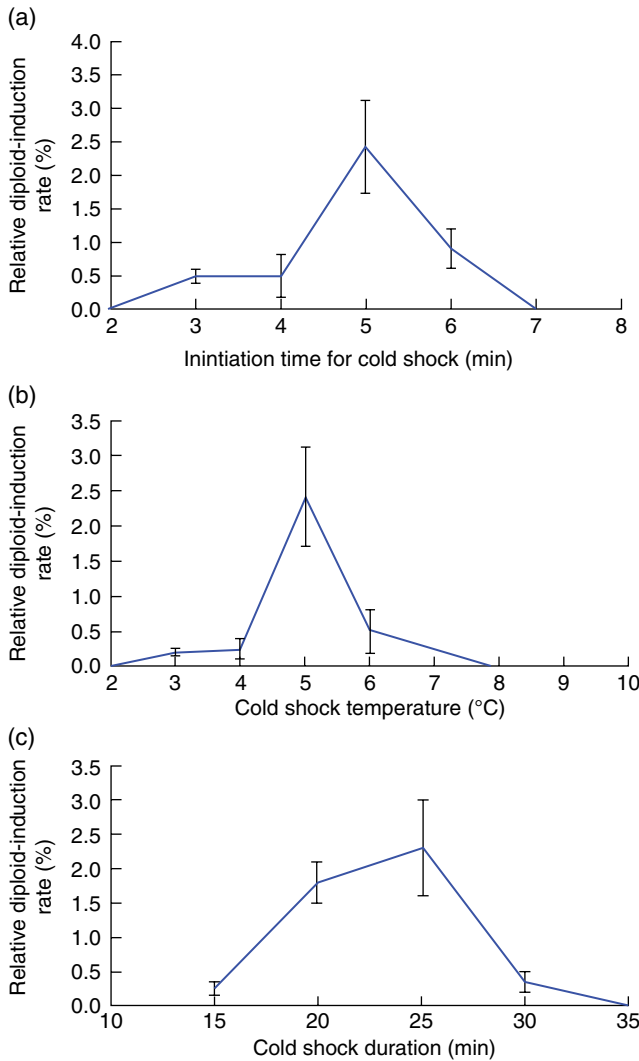 (a)
Relative diploid-induction
rate (%)
4.0
3.5
3.0
2.5
2.0
1.5
1.0
0.5
0.0
2 3 4 5 6 7 8
Inintiation time for cold shock (min)
(b)
Relative diploid-induction
rate (%)
3.5
3.0
2.5
2.0
1.5
1.0
0.5
0.0
2 3 4 5 6 7 8 9 10
Cold shock temperature (°C)
(c)
Relative diploid-induction
rate (%)
3.5
3.0
2.5
2.0
1.5
1.0
0.5
0.0
10 15 20 25 30 35
Cold shock duration (min)